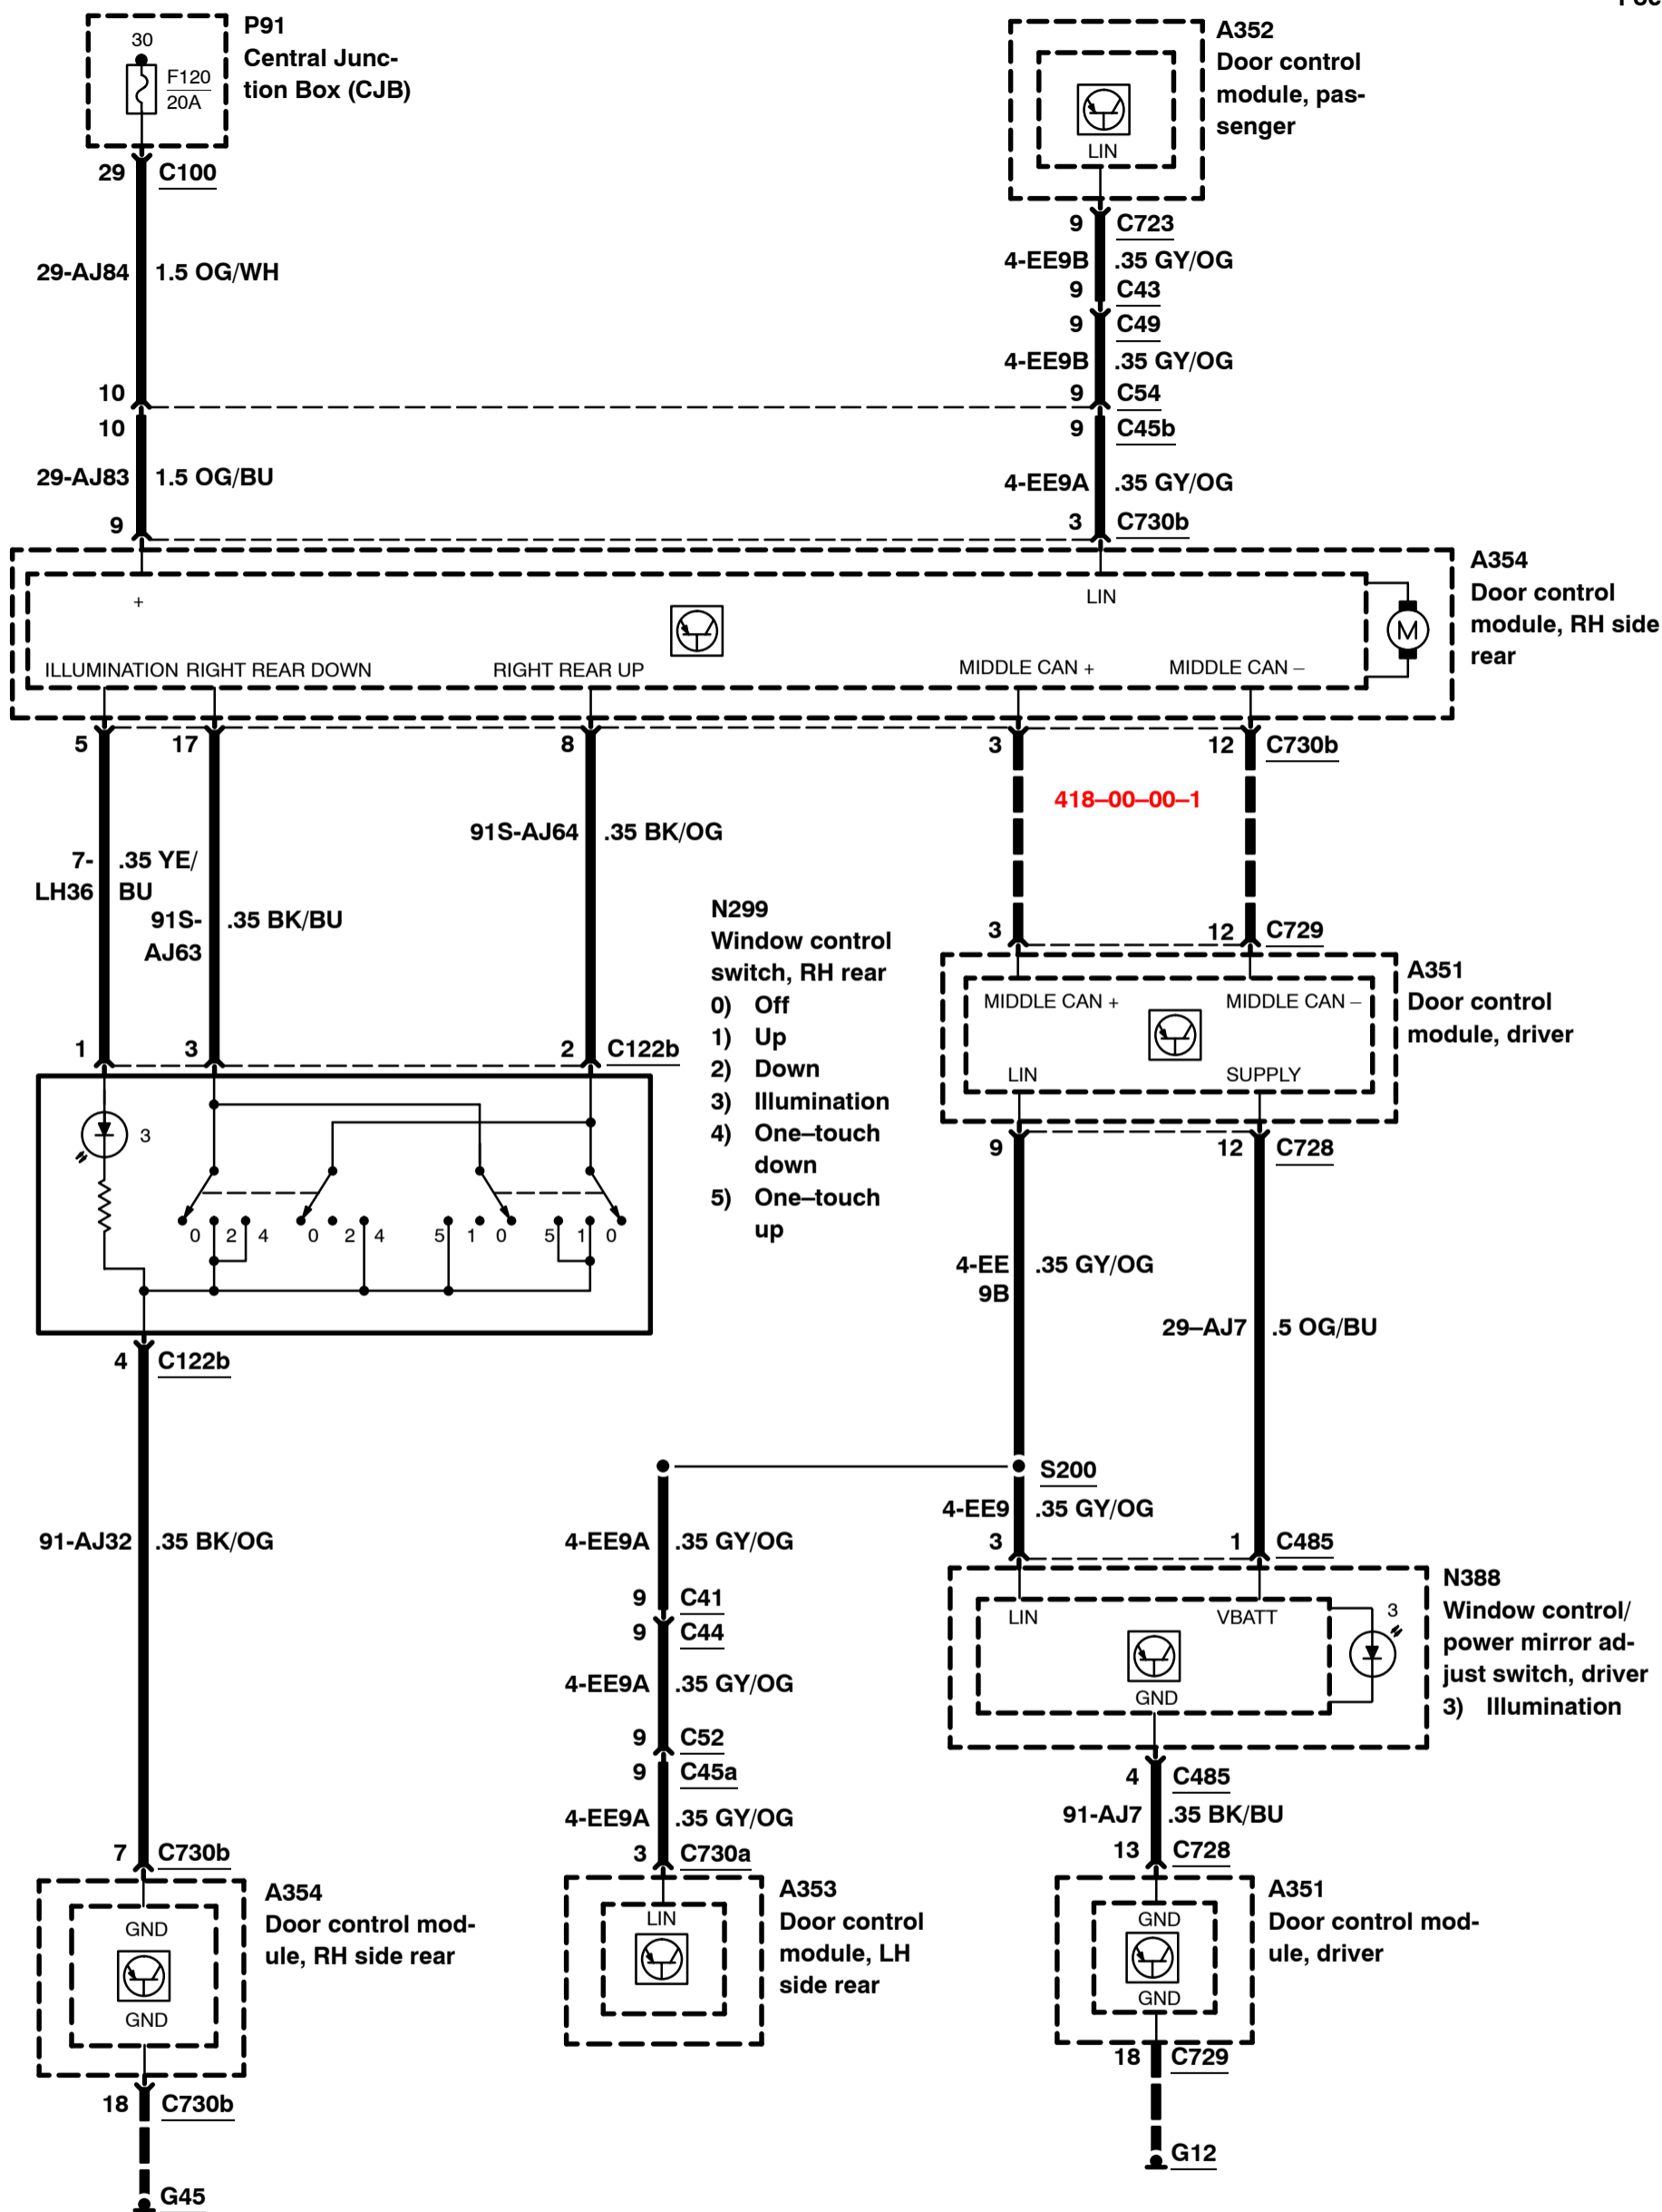 P91
Central Junc-
tion Box (CJB)
30
F120
20A
29 C100
29-AJ84 1.5 OG/WH
10
10
29-AJ83 1.5 OG/BU
9
A352
Door control
module, pas-
senger
LIN
9 C723
4-EE9B .35 GY/OG
9 C43
9 C49
4-EE9B .35 GY/OG
9 C54
9 C45b
4-EE9A .35 GY/OG
3 C730b
A354
Door control
module, RH side
rear
+
LIN
M
ILLUMINATION RIGHT REAR DOWN RIGHT REAR UP MIDDLE CAN + MIDDLE CAN –
5 17 8 3 12 C730b
418–00–00–1
91S-AJ64 .35 BK/OG
7- .35 YE/
LH36 BU
91S- .35 BK/BU
AJ63
N299
Window control
switch, RH rear
0) Off
1) Up
2) Down
3) Illumination
4) One–touch
down
5) One–touch
up
3 12 C729
A351
Door control
module, driver
MIDDLE CAN + MIDDLE CAN –
LIN SUPPLY
1 3 2 C122b
3
0 2 4 0 2 4 5 1 0 5 1 0
9 12 C728
4-EE .35 GY/OG
9B
29–AJ7 .5 OG/BU
4 C122b
S200
4-EE9 .35 GY/OG
3 1 C485
91-AJ32 .35 BK/OG
4-EE9A .35 GY/OG
9 C41
9 C44
4-EE9A .35 GY/OG
9 C52
9 C45a
4-EE9A .35 GY/OG
3 C730a
N388
Window control/
power mirror ad-
just switch, driver
3) Illumination
LIN VBATT
3
GND
4 C485
91-AJ7 .35 BK/BU
13 C728
7 C730b
A354
Door control mod-
ule, RH side rear
GND
GND
18 C730b
G45
A353
Door control
module, LH
side rear
LIN
A351
Door control mod-
ule, driver
GND
GND
18 C729
G12